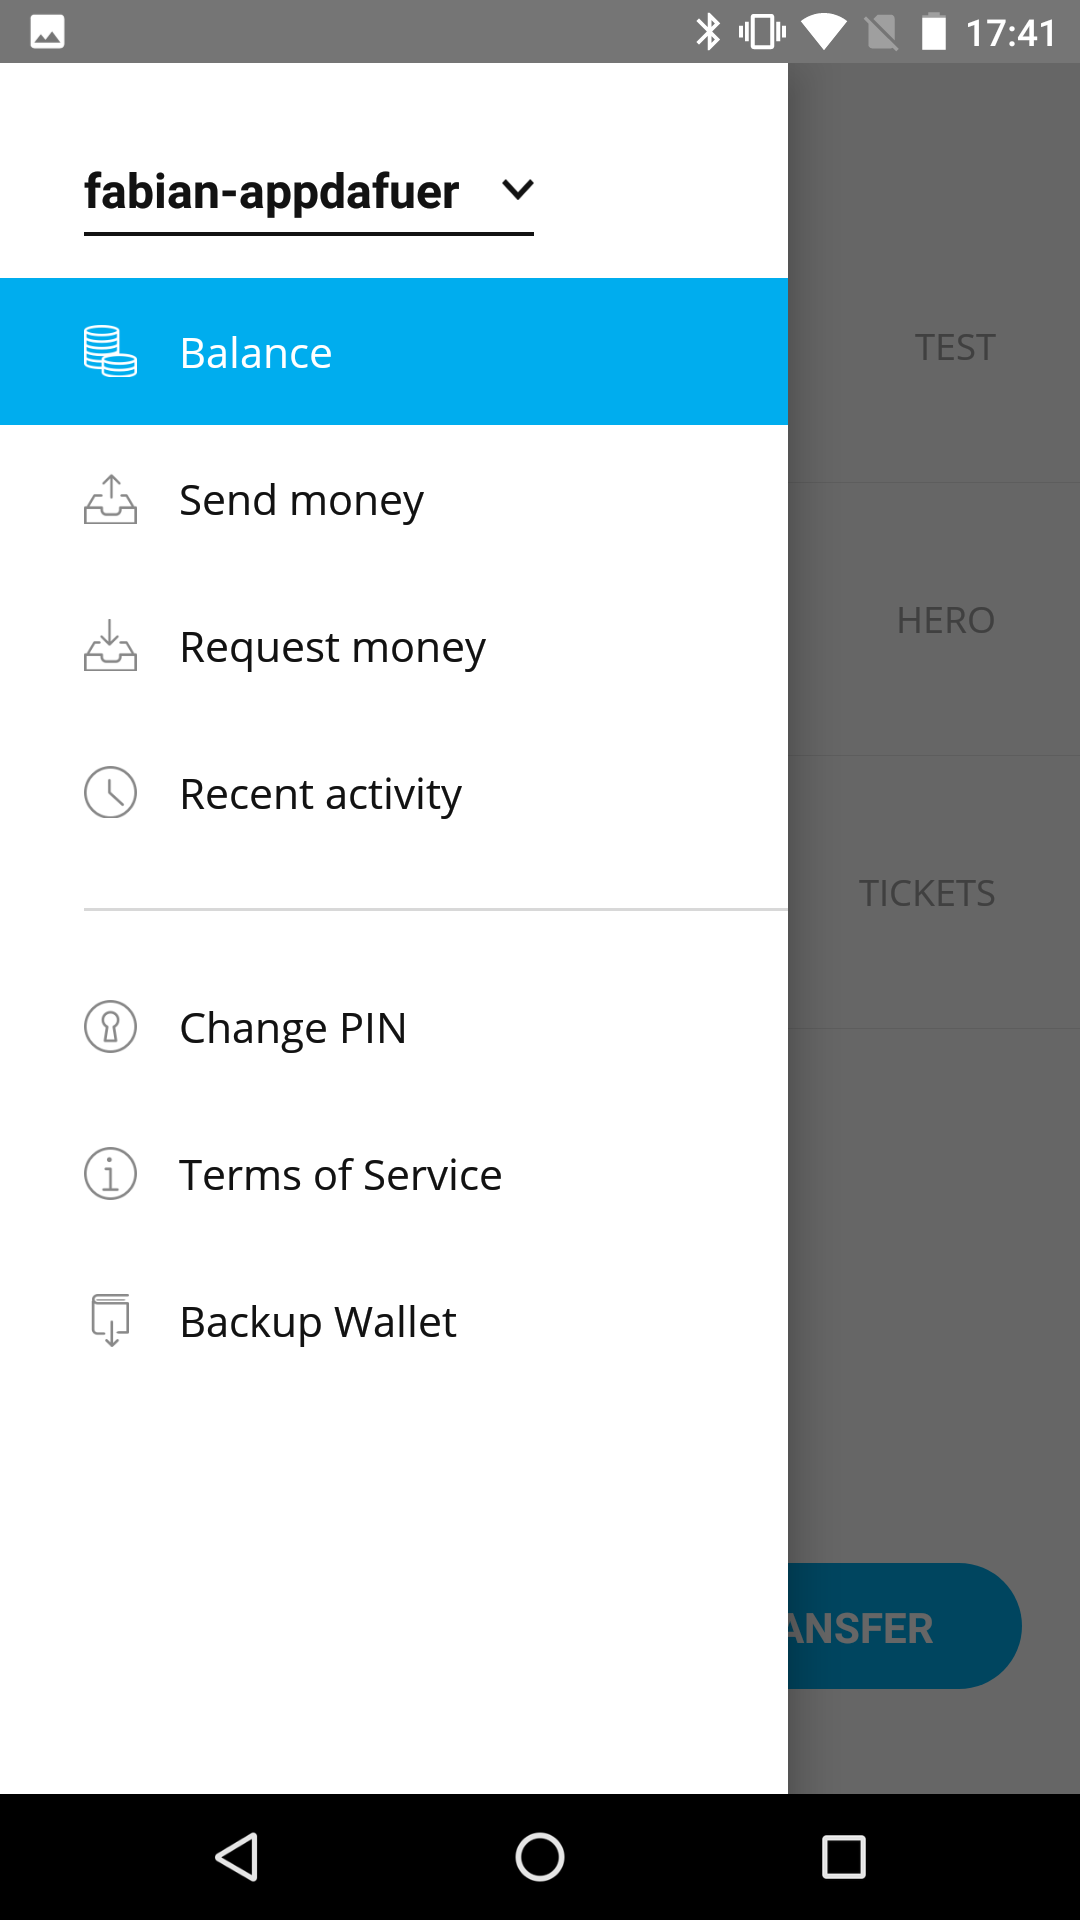 17:41
fabian-appdafuer
Balance
TEST
Send money
HERO
Request money
Recent activity
TICKETS
Change PIN
Terms of Service
Backup Wallet
ANSFER